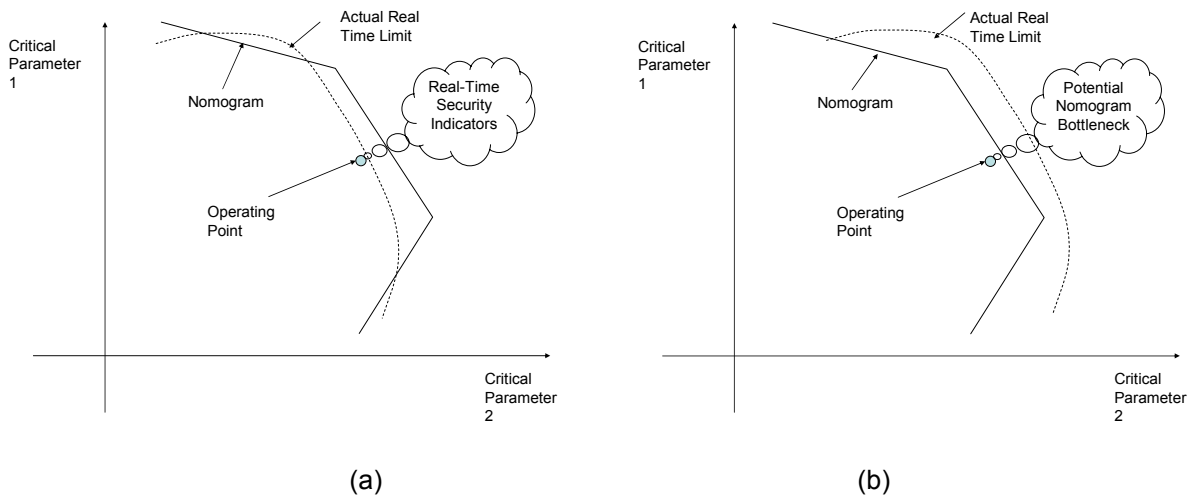 Critical
Parameter
1
Actual Real
Time Limit
Nomogram
Real-Time
Security
Indicators
Operating
Point
Critical
Parameter
2
(a)
Critical
Parameter
1
Actual Real
Time Limit
Nomogram
Potential
Nomogram
Bottleneck
Operating
Point
Critical
Parameter
2
(b)